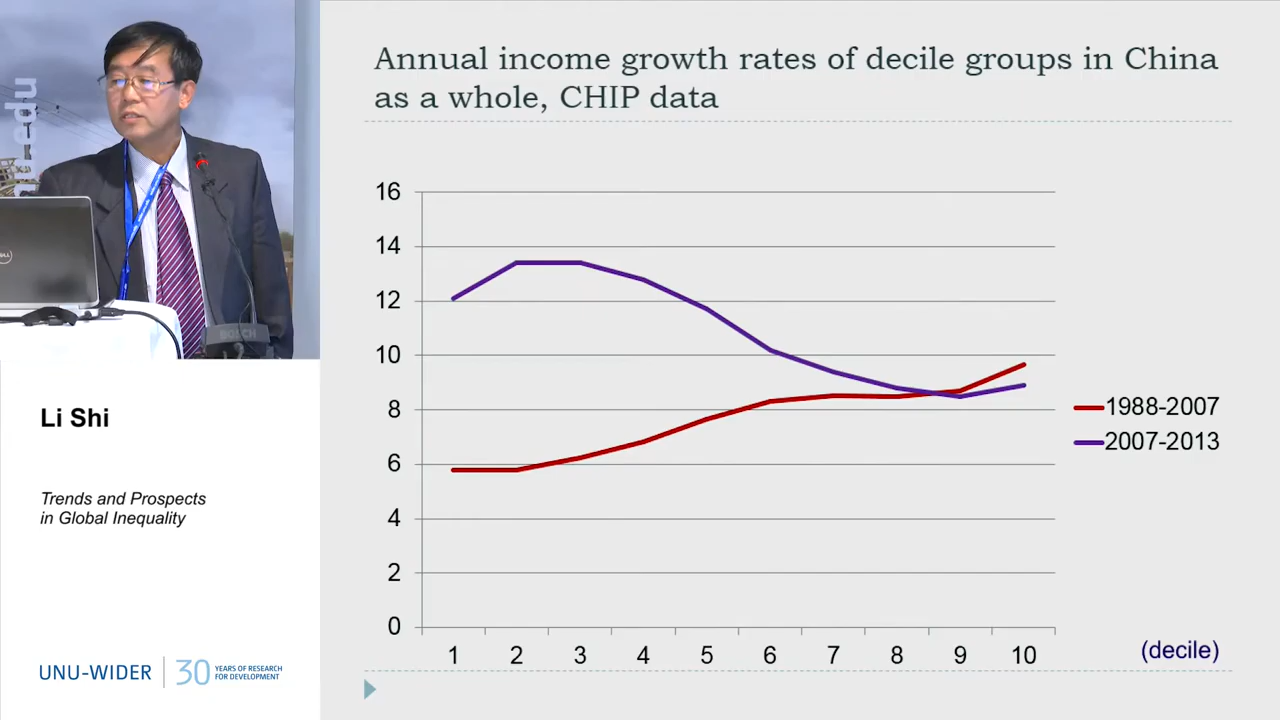 Annual income growth rates of decile groups in China
as a whole, CHIP data
16
14
12
10
8
6
4
2
0
1 2 3 4 5 6 7 8 9 10
(decile)
1988-2007
2007-2013
DELL
BOSCH
Li Shi
Trends and Prospects
in Global Inequality
UNU-WIDER
30 YEARS OF RESEARCH
FOR DEVELOPMENT